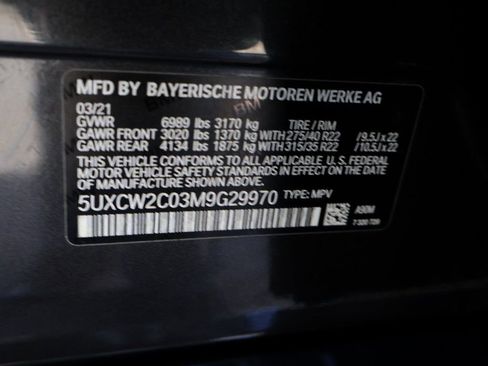 MFD BY BAYERISCHE MOTOREN WERKE AG
03/21
GVWR 6989 lbs 3170 kg TIRE / RIM
GAWR FRONT 3020 lbs 1370 kg WITH 275/40 R22 /9.5J x 22
GAWR REAR 4134 lbs 1875 kg WITH 315/35 R22 /10.5J x 22
THIS VEHICLE CONFORMS TO ALL APPLICABLE U. S. FEDERAL
MOTOR VEHICLE SAFETY STANDARDS IN EFFECT ON THE DATE
OF MANUFACTURE SHOWN ABOVE.
5UXCW2C03M9G29970 TYPE: MPV
A90M